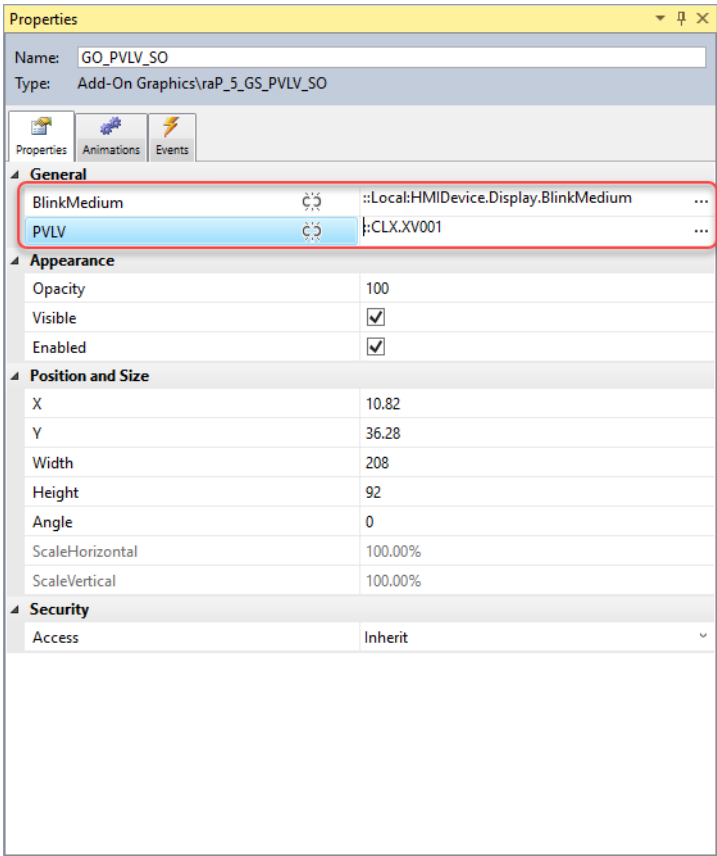 Properties
Name: GO_PVLV_SO
Type: Add-On Graphics\raP_5_GS_PVLV_SO
Properties Animations Events
General
BlinkMedium ::Local:HMIDevice.Display.BlinkMedium ...
PVLV ::CLX.XV001 ...
Appearance
Opacity 100
Visible
Enabled
Position and Size
X 10.82
Y 36.28
Width 208
Height 92
Angle 0
ScaleHorizontal 100.00%
ScaleVertical 100.00%
Security
Access Inherit